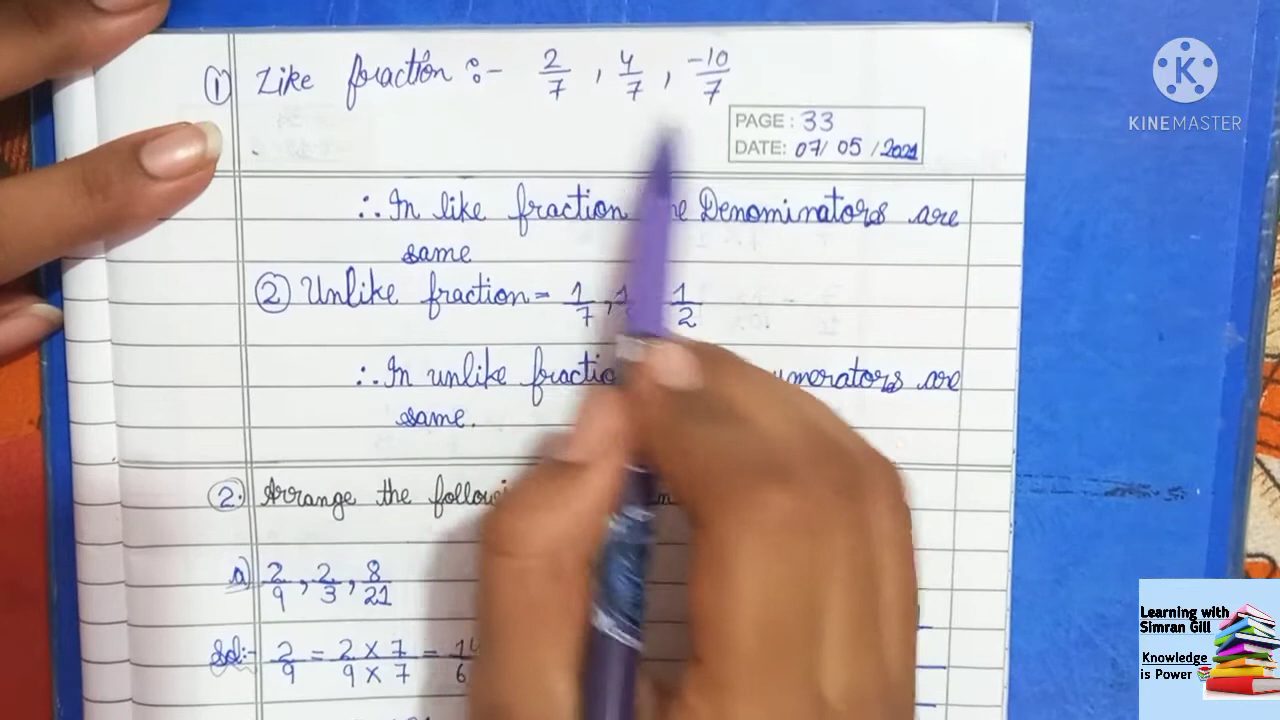 ① Like fraction :- 2/7 , 4/7 , -10/7
PAGE : 33
DATE: 07/ 05 /2021
∴ In like fraction Denominators are
same
② Unlike fraction = 1/7 , 1/2
∴ In unlike are
same.
②. Arrange the
a) 2/9 , 2/3 , 8/21
Sol:- 2/9 = 2 x 7 / 9 x 7 =
K
KINEMASTER
Learning with
Simran Gill
Knowledge
is Power